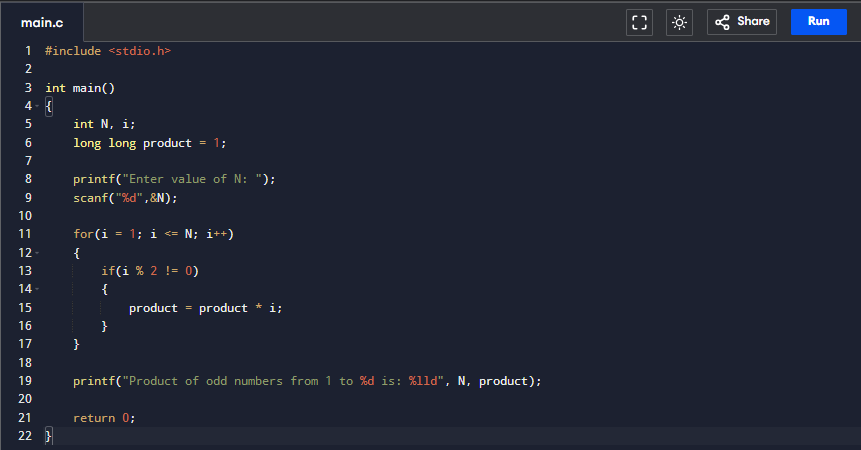 main.c Share Run
1 #include <stdio.h>
2
3 int main()
4 {
5     int N, i;
6     long long product = 1;
7
8     printf("Enter value of N: ");
9     scanf("%d",&N);
10
11     for(i = 1; i <= N; i++)
12     {
13         if(i % 2 != 0)
14         {
15             product = product * i;
16         }
17     }
18
19     printf("Product of odd numbers from 1 to %d is: %lld", N, product);
20
21     return 0;
22 }